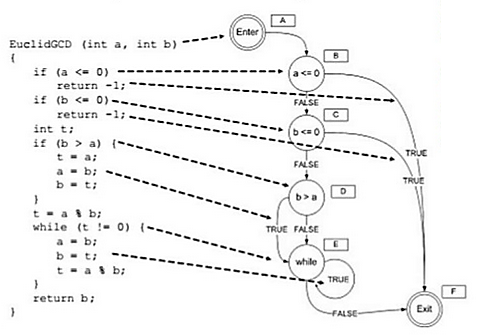 EuclidGCD (int a, int b)
{
if (a <= 0)
return -1;
if (b <= 0)
return -1;
int t;
if (b > a) {
t = a;
a = b;
b = t;
}
t = a % b;
while (t != 0) {
a = b;
b = t;
t = a % b;
}
return b;
}
Enter
A
B
a <= 0
FALSE
C
b <= 0
FALSE
TRUE
TRUE
D
b > a
TRUE
FALSE
E
while
TRUE
F
FALSE
Exit